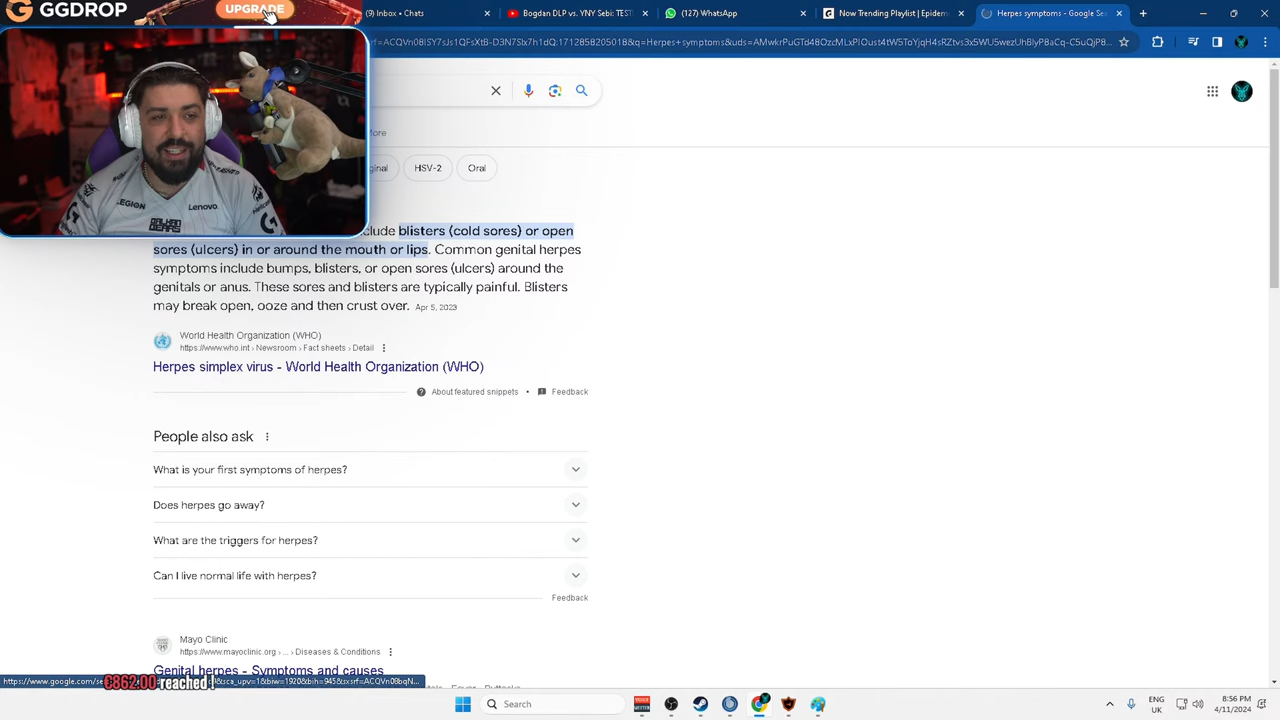 GGDROP
UPGRADE
(9) Inbox • Chats
Bogdan DLP vs. YNY Sebi: TEST
(127) WhatsApp
Now Trending Playlist | Epidem
Herpes symptoms - Google Se
More
HSV-2
Oral
blisters (cold sores) or open
sores (ulcers) in or around the mouth or lips. Common genital herpes
symptoms include bumps, blisters, or open sores (ulcers) around the
genitals or anus. These sores and blisters are typically painful. Blisters
may break open, ooze and then crust over. Apr 5, 2023
World Health Organization (WHO)
https://www.who.int › Newsroom › Fact sheets › Detail
Herpes simplex virus - World Health Organization (WHO)
About featured snippets • Feedback
LEGION
Lenovo.
BALKAN
BEARS
People also ask
What is your first symptoms of herpes?
Does herpes go away?
What are the triggers for herpes?
Can I live normal life with herpes?
Feedback
Mayo Clinic
https://www.mayoclinic.org › ... › Diseases & Conditions
Genital herpes - Symptoms and causes
€862.00 reached !
Search
ENG
UK
8:56 PM
4/11/2024